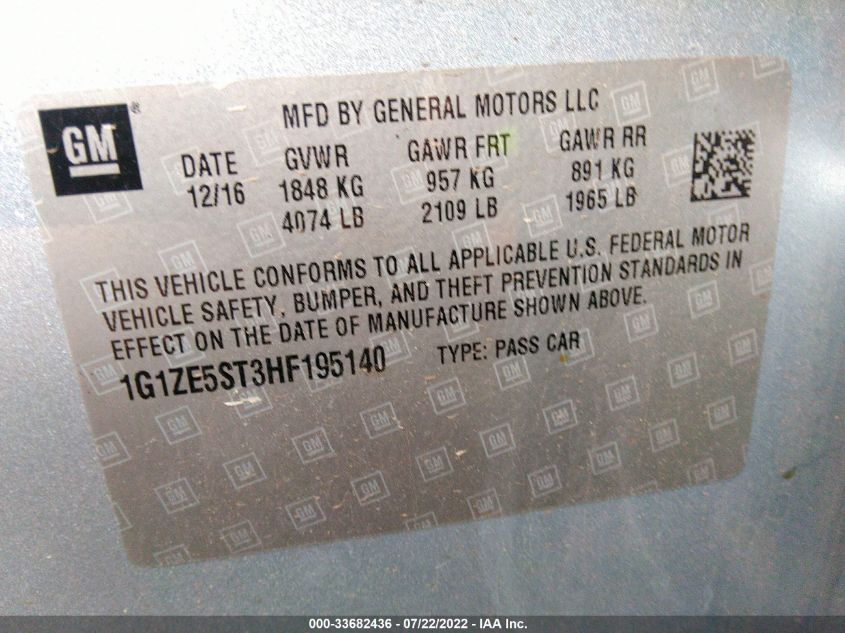 GM ®
MFD BY GENERAL MOTORS LLC
DATE GVWR GAWR FRT GAWR RR
12/16 1848 KG 957 KG 891 KG
4074 LB 2109 LB 1965 LB
THIS VEHICLE CONFORMS TO ALL APPLICABLE U.S. FEDERAL MOTOR
VEHICLE SAFETY, BUMPER, AND THEFT PREVENTION STANDARDS IN
EFFECT ON THE DATE OF MANUFACTURE SHOWN ABOVE.
1G1ZE5ST3HF195140 TYPE: PASS CAR
000-33682436 - 07/22/2022 - IAA Inc.